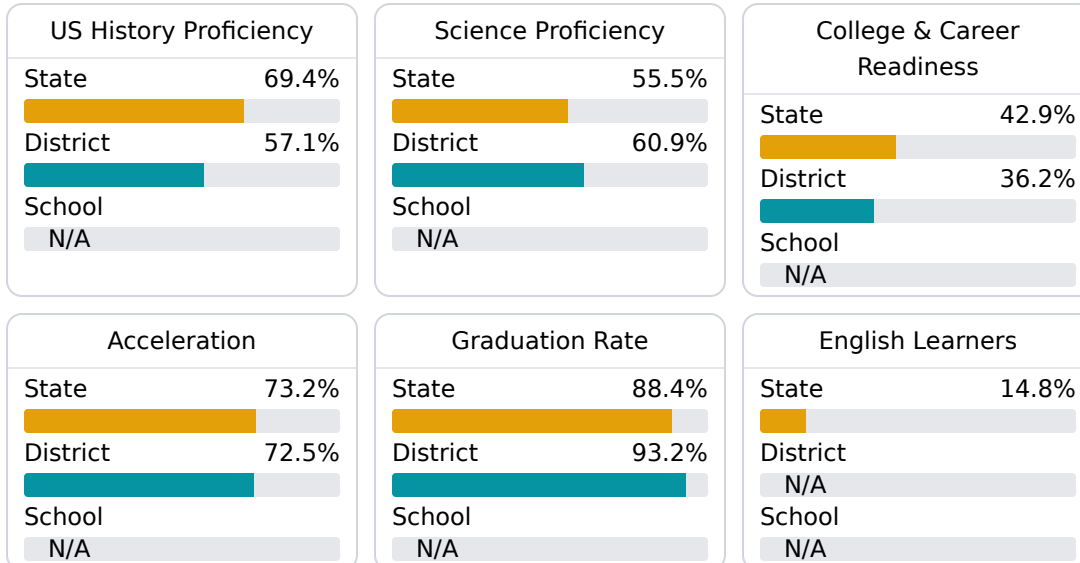 US History Proficiency
State 69.4%
District 57.1%
School
N/A
Science Proficiency
State 55.5%
District 60.9%
School
N/A
College & Career
Readiness
State 42.9%
District 36.2%
School
N/A
Acceleration
State 73.2%
District 72.5%
School
N/A
Graduation Rate
State 88.4%
District 93.2%
School
N/A
English Learners
State 14.8%
District
N/A
School
N/A